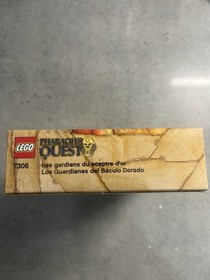 LEGO
7306
PHARAOH'S
QUEST
Les gardiens du sceptre d'or
Los Guardianes del Báculo Dorado